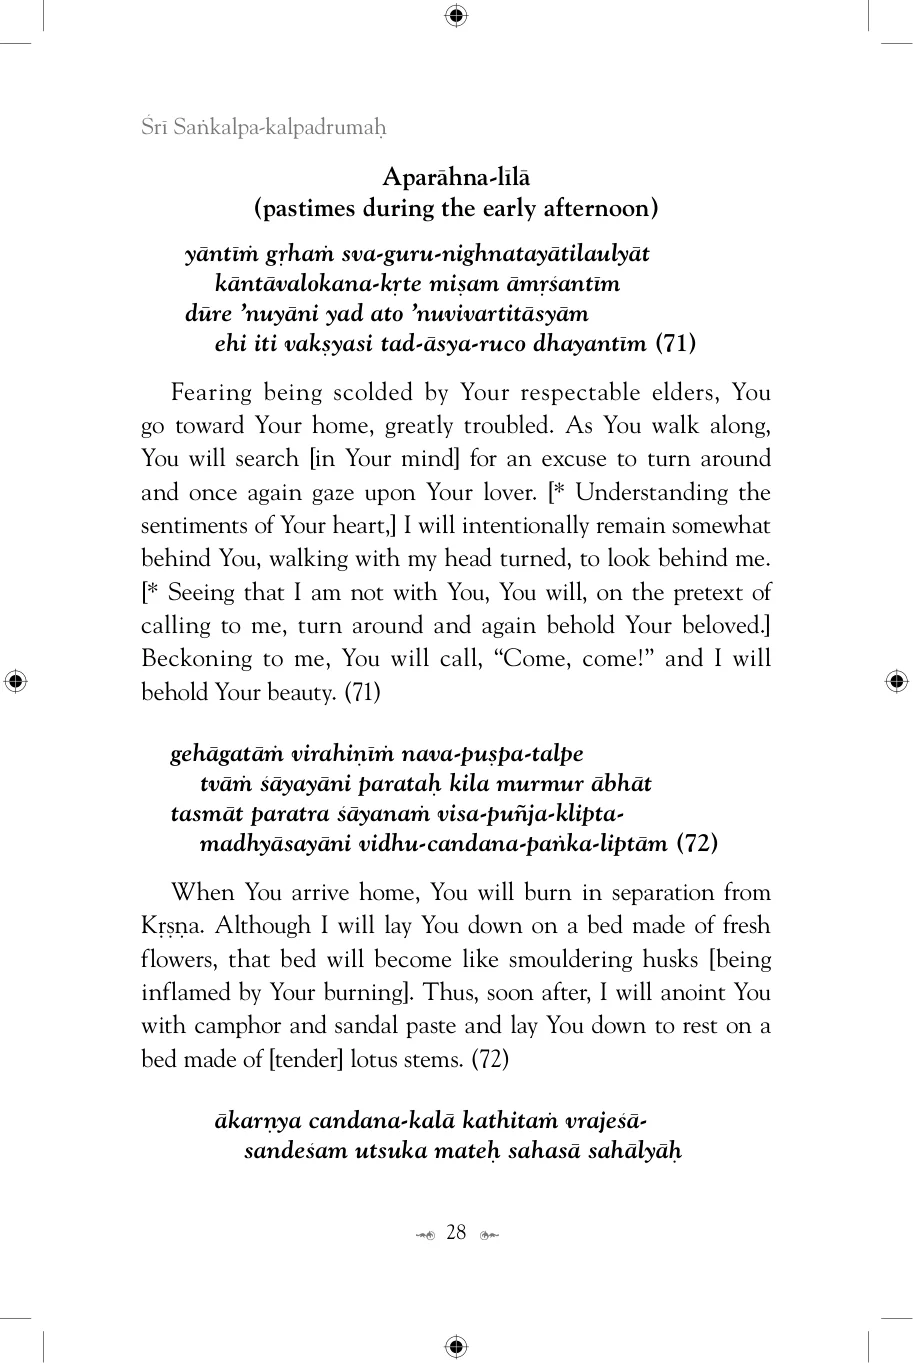 Śrī Saṅkalpa-kalpadrumaḥ
Aparāhna-līlā
(pastimes during the early afternoon)
yāntīṁ gṛhaṁ sva-guru-nighnatayātilaulyāt
kāntāvalokana-kṛte miṣam āmṛśantīm
dūre ’nuyāni yad ato ’nuvivartitāsyām
ehi iti vakṣyasi tad-āsya-ruco dhayantīm (71)
Fearing being scolded by Your respectable elders, You
go toward Your home, greatly troubled. As You walk along,
You will search [in Your mind] for an excuse to turn around
and once again gaze upon Your lover. [* Understanding the
sentiments of Your heart,] I will intentionally remain somewhat
behind You, walking with my head turned, to look behind me.
[* Seeing that I am not with You, You will, on the pretext of
calling to me, turn around and again behold Your beloved.]
Beckoning to me, You will call, “Come, come!” and I will
behold Your beauty. (71)
gehāgatāṁ virahiṇīṁ nava-puṣpa-talpe
tvāṁ śāyayāni parataḥ kila murmur ābhāt
tasmāt paratra śāyanaṁ visa-puñja-klipta-
madhyāsayāni vidhu-candana-paṅka-liptām (72)
When You arrive home, You will burn in separation from
Kṛṣṇa. Although I will lay You down on a bed made of fresh
flowers, that bed will become like smouldering husks [being
inflamed by Your burning]. Thus, soon after, I will anoint You
with camphor and sandal paste and lay You down to rest on a
bed made of [tender] lotus stems. (72)
ākarṇya candana-kalā kathitaṁ vrajeśā-
sandeśam utsuka mateḥ sahasā sahālyāḥ
28